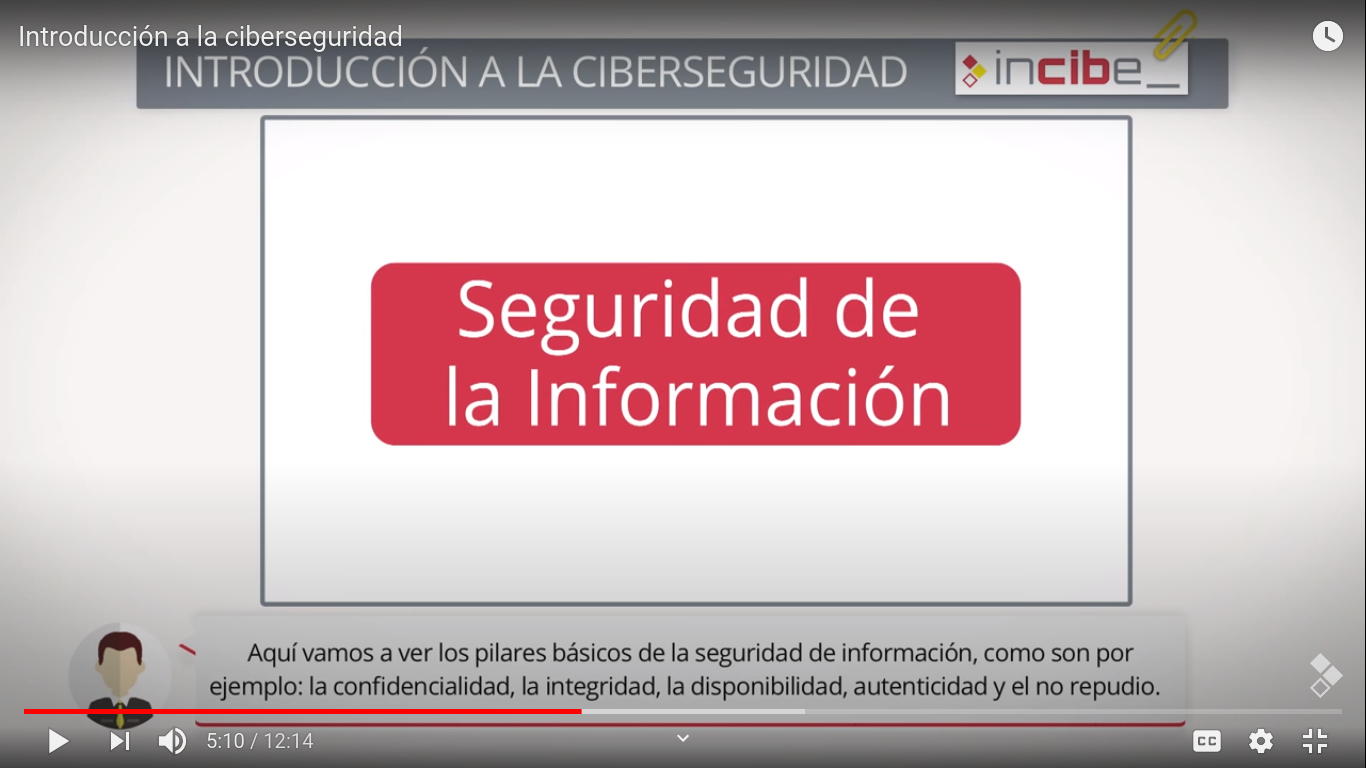 Introducción a la ciberseguridad
INTRODUCCIÓN A LA CIBERSEGURIDAD
incibe_
Seguridad de
la Información
Aquí vamos a ver los pilares básicos de la seguridad de información, como son por
ejemplo: la confidencialidad, la integridad, la disponibilidad, autenticidad y el no repudio.
5:10 / 12:14
CC